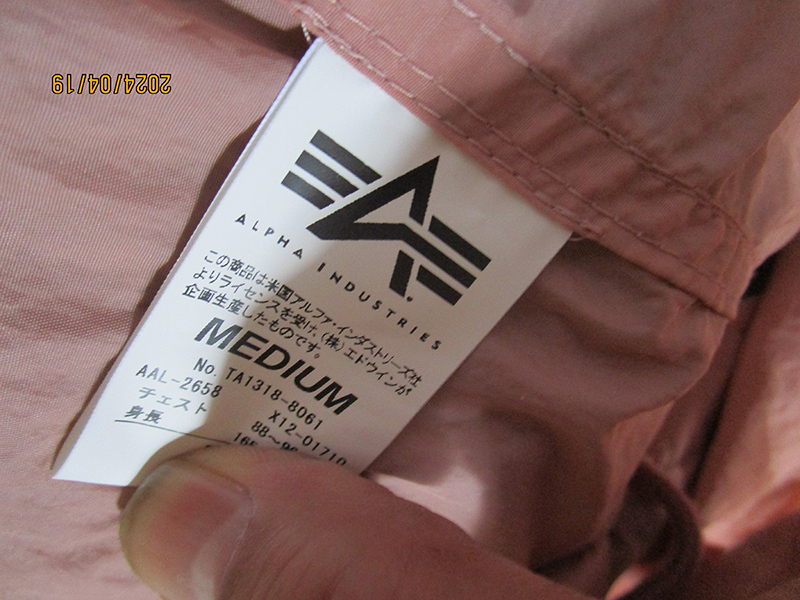 2024/04/19
ALPHA INDUSTRIES
この商品は米国アルファ・インダストリーズ社
よりライセンスを受け、(株)エドウインが
企画生産したものです。
MEDIUM
No. TA1318-8061
AAL-2658 X12-01710
チェスト 88〜96
身長